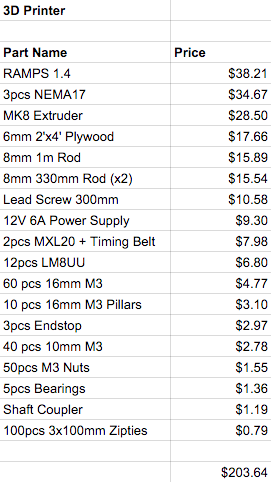 3D Printer
Part Name Price
RAMPS 1.4 $38.21
3pcs NEMA17 $34.67
MK8 Extruder $28.50
6mm 2'x4' Plywood $17.66
8mm 1m Rod $15.89
8mm 330mm Rod (x2) $15.54
Lead Screw 300mm $10.58
12V 6A Power Supply $9.30
2pcs MXL20 + Timing Belt $7.98
12pcs LM8UU $6.80
60 pcs 16mm M3 $4.77
10 pcs 16mm M3 Pillars $3.10
3pcs Endstop $2.97
40 pcs 10mm M3 $2.78
50pcs M3 Nuts $1.55
5pcs Bearings $1.36
Shaft Coupler $1.19
100pcs 3x100mm Zipties $0.79
$203.64